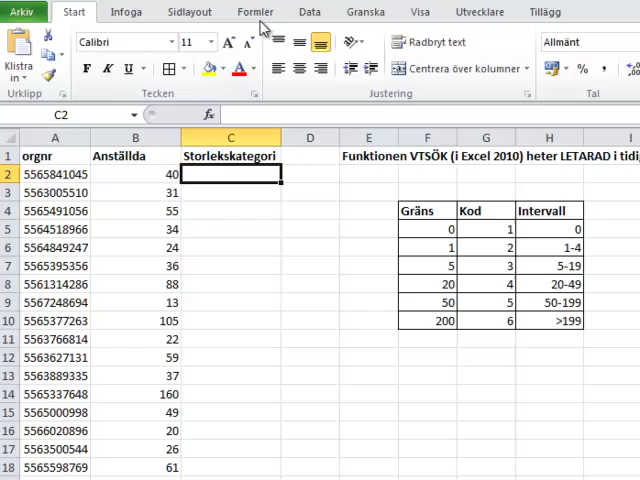 Arkiv Start Infoga Sidlayout Formler Data Granska Visa Utvecklare Tillägg
Klistra in
Calibri 11 A A Radbryt text Allmänt
F K U A Centrera över kolumner % 
Urklipp Tecken Justering Tal
C2 fx
A B C D E F G H I
1 orgnr Anställda Storlekskategori Funktionen VTSÖK (i Excel 2010) heter LETARAD i tidig
2 5565841045 40
3 5563005510 31
4 5565491056 55 Gräns Kod Intervall
5 5564518966 34 0 1 0
6 5564849247 24 1 2 1-4
7 5565395356 36 5 3 5-19
8 5561314286 88 20 4 20-49
9 5567248694 13 50 5 50-199
10 5565377263 105 200 6 >199
11 5563766814 22
12 5563627131 59
13 5563889335 37
14 5565337648 160
15 5565000998 49
16 5566020896 20
17 5563500544 26
18 5565598769 61